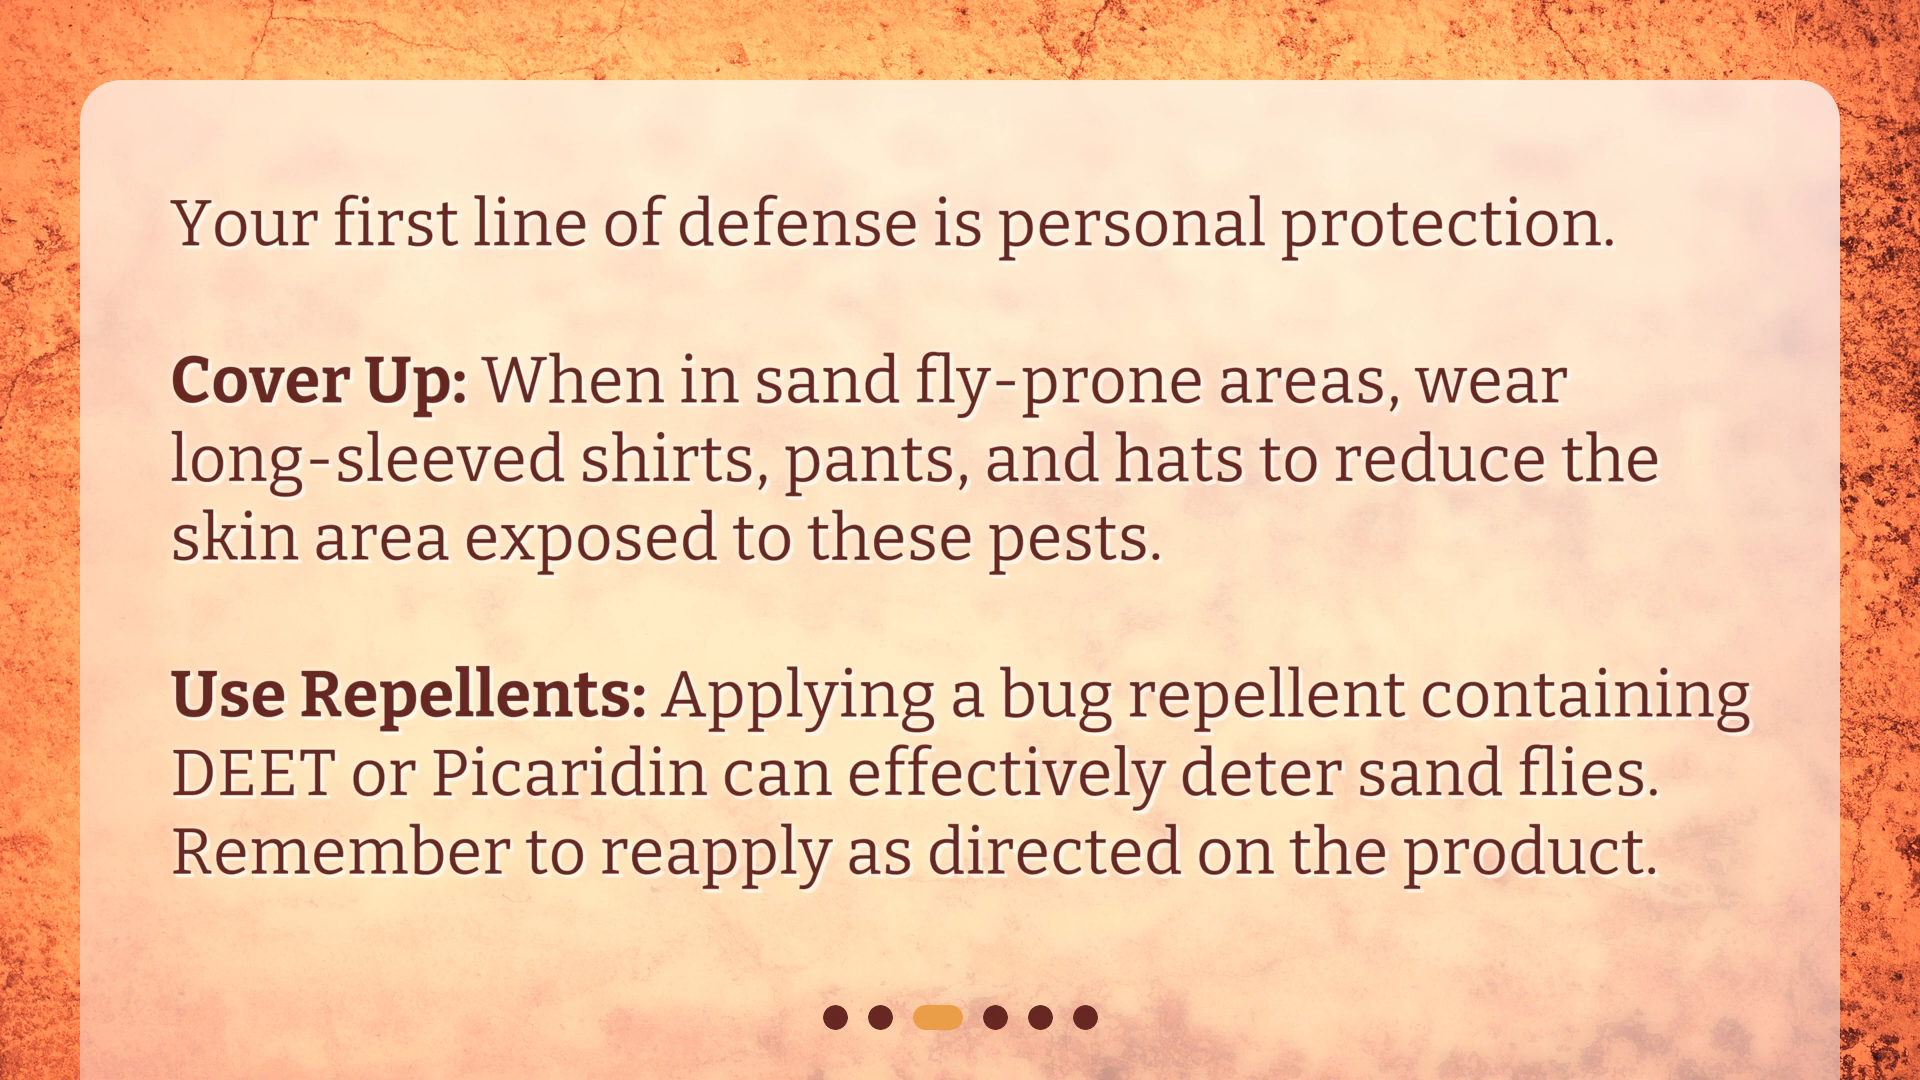 Your first line of defense is personal protection.
Cover Up: When in sand fly-prone areas, wear
long-sleeved shirts, pants, and hats to reduce the
skin area exposed to these pests.
Use Repellents: Applying a bug repellent containing
DEET or Picaridin can effectively deter sand flies.
Remember to reapply as directed on the product.